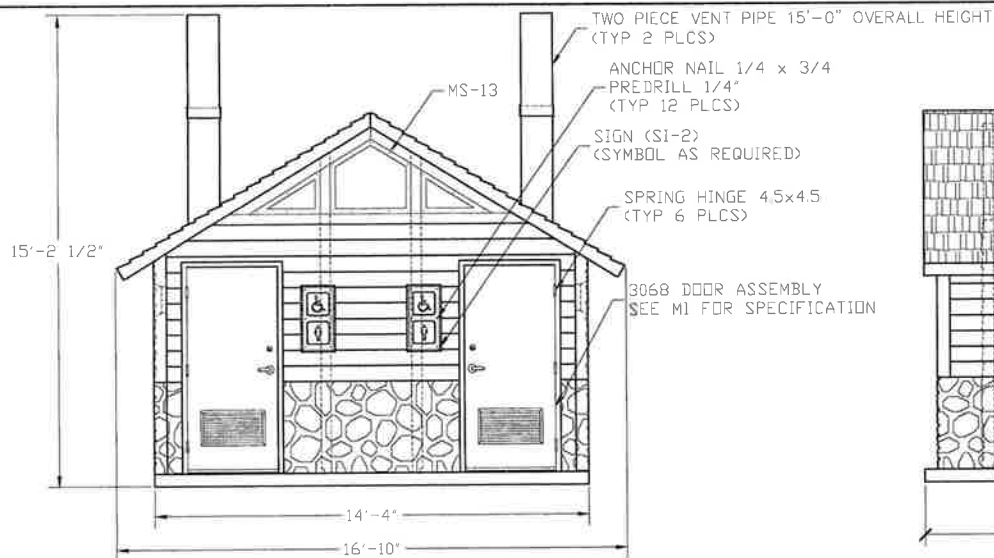 TWO PIECE VENT PIPE 15'-0" OVERALL HEIGHT
(TYP 2 PLCS)
ANCHOR NAIL 1/4 x 3/4
PREDRILL 1/4"
(TYP 12 PLCS)
MS-13
SIGN (SI-2)
(SYMBOL AS REQUIRED)
SPRING HINGE 4.5x4.5
(TYP 6 PLCS)
15'-2 1/2"
3068 DOOR ASSEMBLY
SEE M1 FOR SPECIFICATION
14'-4"
16'-10"